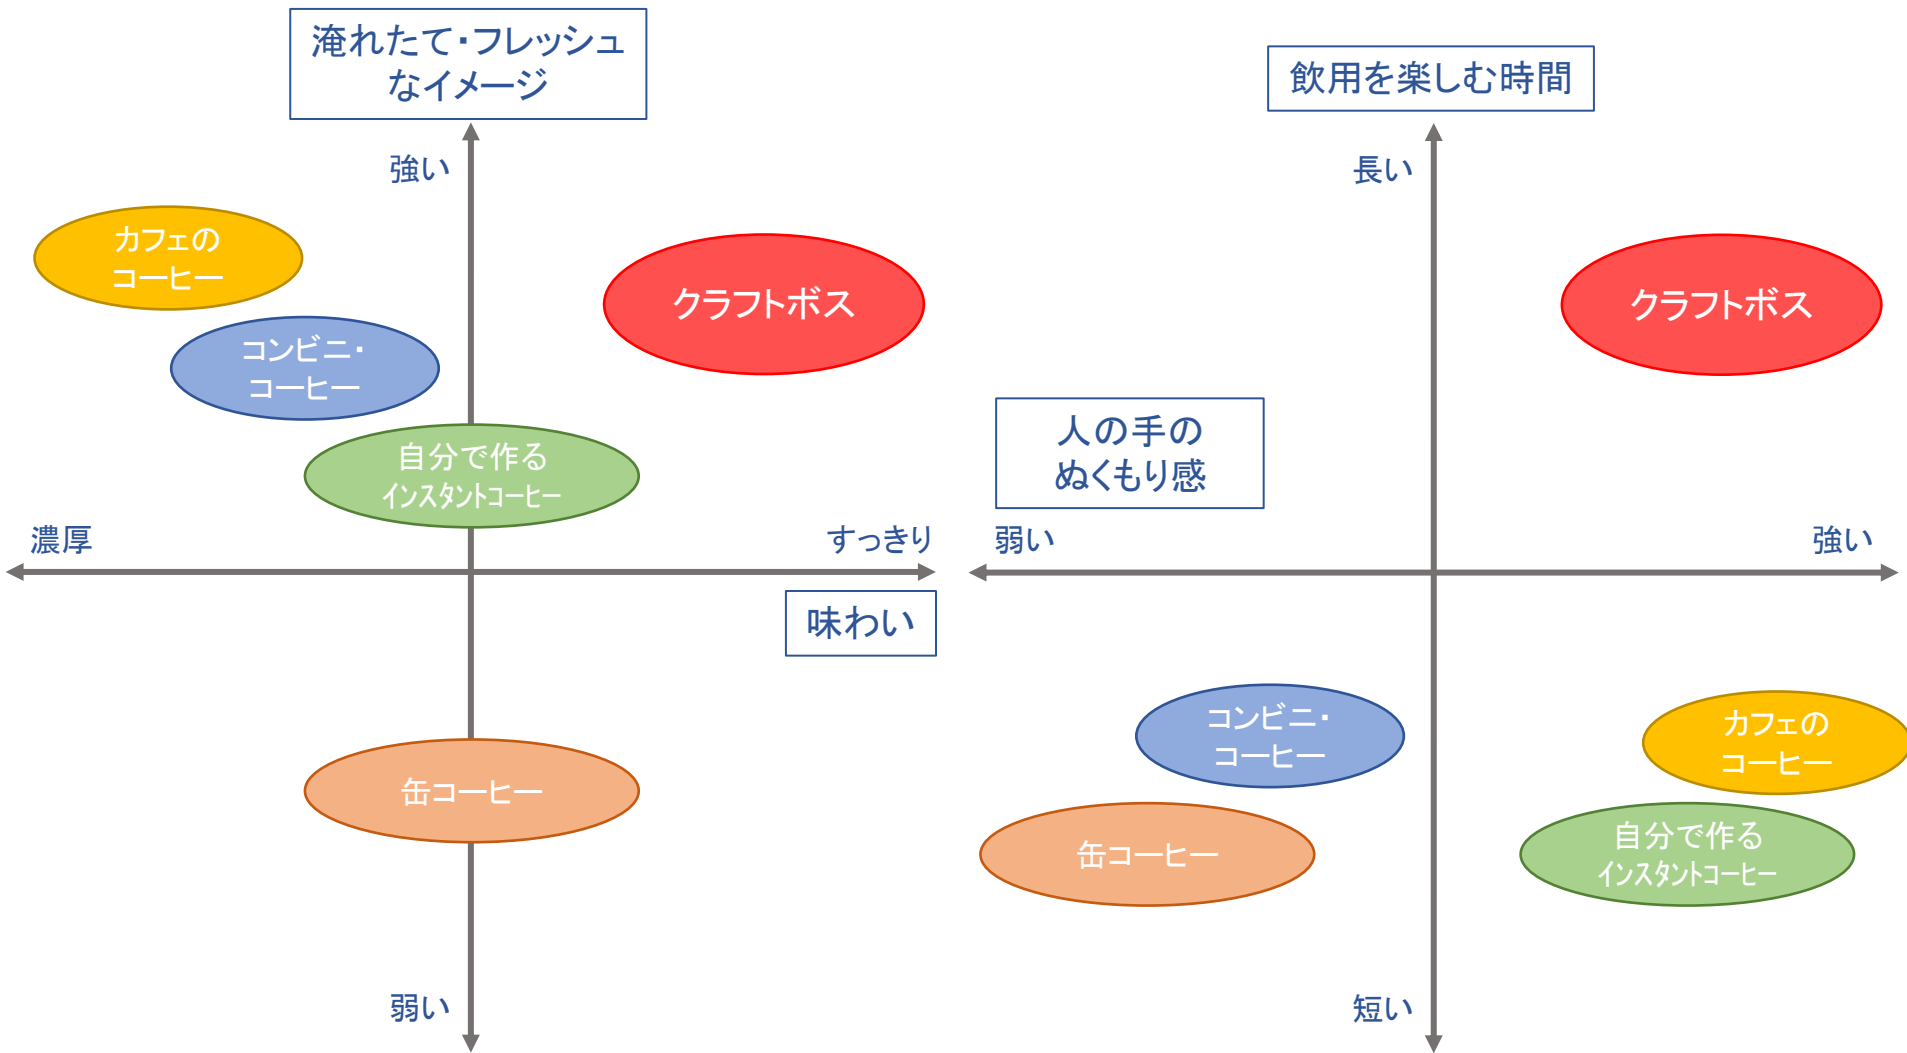 淹れたて・フレッシュ
なイメージ
強い
カフェの
コーヒー
クラフトボス
コンビニ・
コーヒー
自分で作る
インスタントコーヒー
濃厚
すっきり
味わい
缶コーヒー
弱い
飲用を楽しむ時間
長い
クラフトボス
人の手の
ぬくもり感
弱い
強い
コンビニ・
コーヒー
カフェの
コーヒー
缶コーヒー
自分で作る
インスタントコーヒー
短い